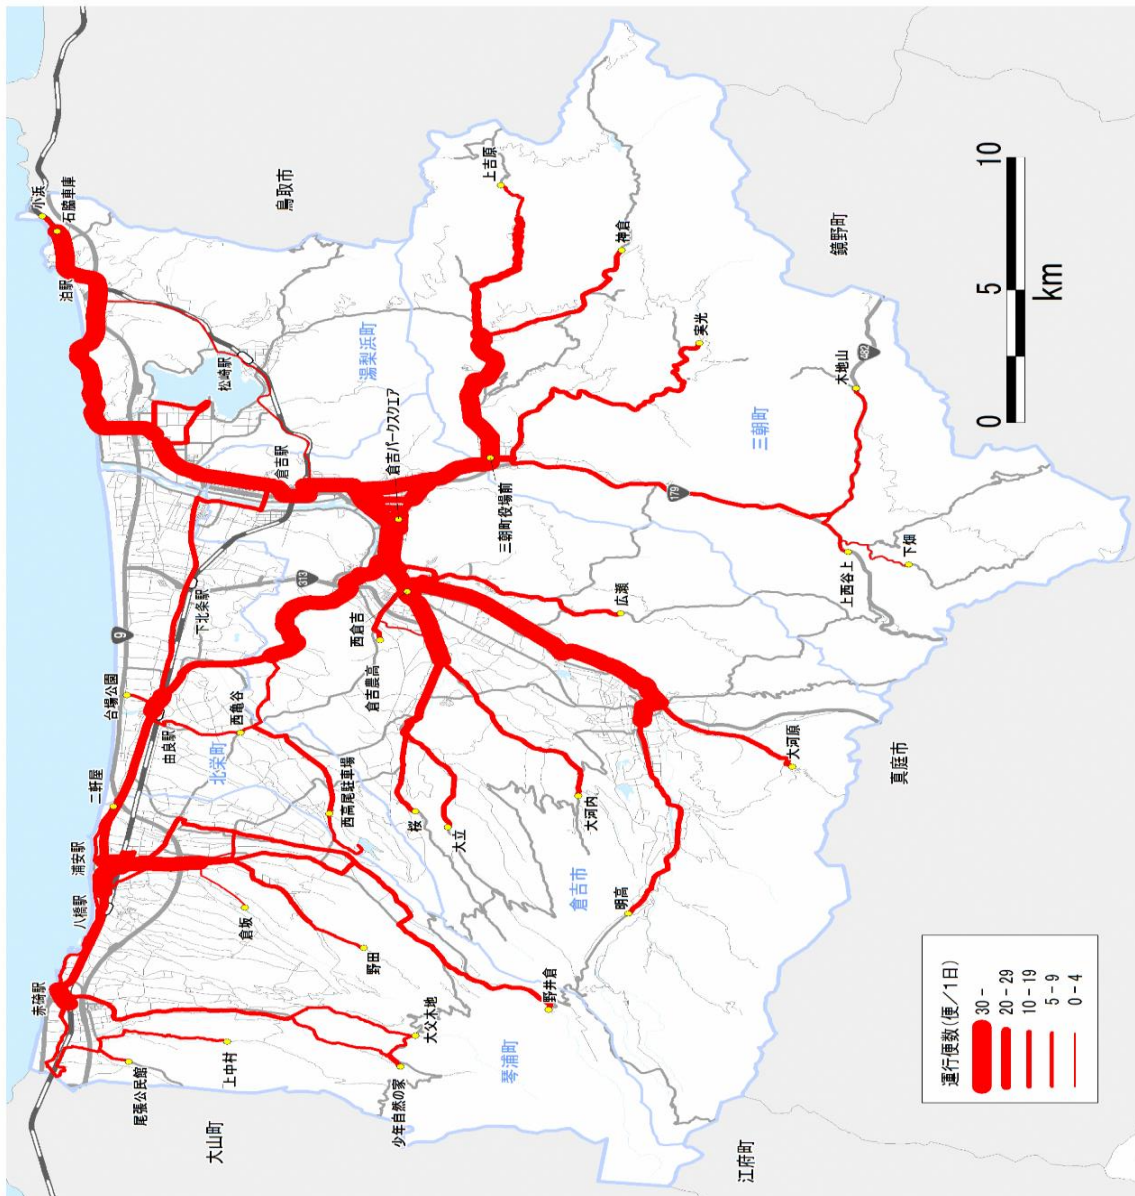 小浜
石脇車庫
泊駅
鳥取市
上吉原
神倉
鏡野町
実光
木地山
482
湯梨浜町
松崎駅
倉吉駅
倉吉パークスクエア
三朝町
三朝町役場前
179
上西谷上
下畑
広瀬
9
下北条駅
313
西倉吉
倉吉農高
台場公園
由良駅
西亀谷
北栄町
二軒屋
西高尾駐車場
桜
大立
大河内
大河原
真庭市
浦安駅
八橋駅
倉坂
野田
倉吉市
明高
野井倉
赤碕駅
大父木地
琴浦町
上中村
尾張公民館
少年自然の家
大山町
江府町
0
5
10
km
運行便数(便/1日)
30 -
20 - 29
10 - 19
5 - 9
0 - 4